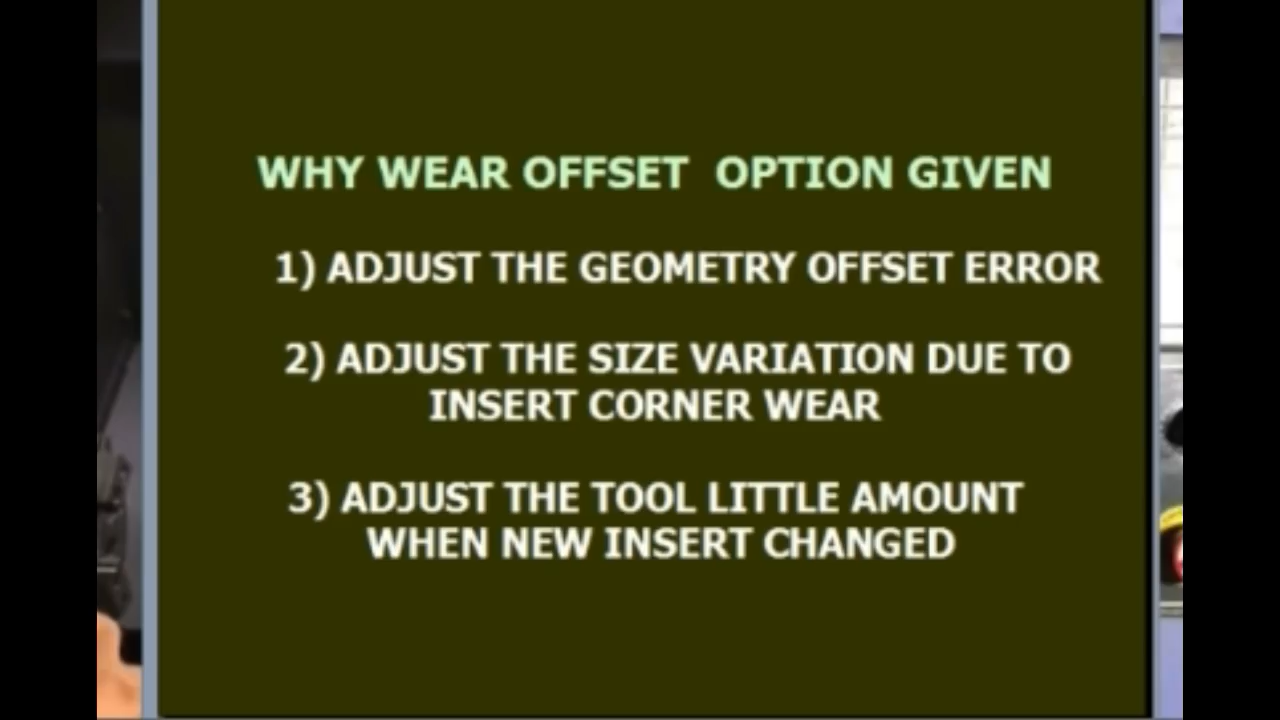 WHY WEAR OFFSET OPTION GIVEN
1) ADJUST THE GEOMETRY OFFSET ERROR
2) ADJUST THE SIZE VARIATION DUE TO
INSERT CORNER WEAR
3) ADJUST THE TOOL LITTLE AMOUNT
WHEN NEW INSERT CHANGED